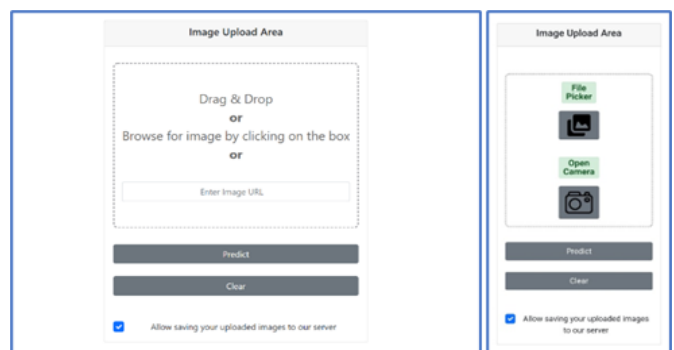 Image Upload Area
Drag & Drop
or
Browse for image by clicking on the box
or
Enter Image URL
Predict
Clear
Allow saving your uploaded images to our server
Image Upload Area
File
Picker
Open
Camera
Predict
Clear
Allow saving your uploaded images
to our server